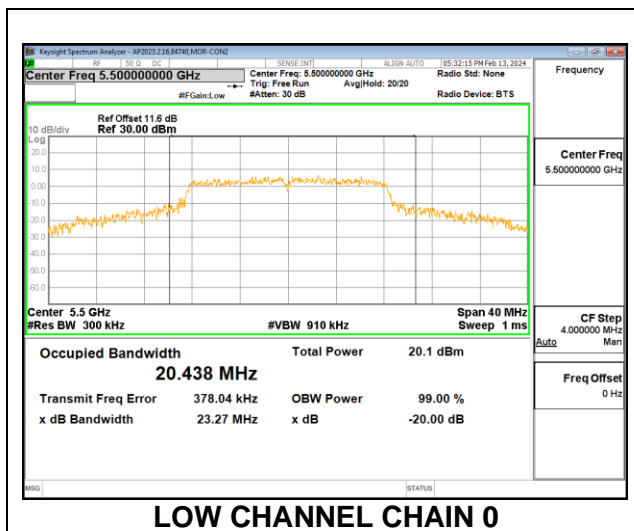 Keysight Spectrum Analyzer - AP2023.2.16,84740,MOR-CON2
RF 50 Ω DC SENSE:INT ALIGN AUTO 05:32:15 PM Feb 13, 2024
Center Freq 5.500000000 GHz
Center Freq: 5.500000000 GHz
Radio Std: None
Trig: Free Run Avg|Hold: 20/20
#IFGain:Low #Atten: 30 dB Radio Device: BTS
Frequency
Ref Offset 11.6 dB
10 dB/div Ref 30.00 dBm
Log
20.0
10.0
0.00
-10.0
-20.0
-30.0
-40.0
-50.0
-60.0
Center Freq
5.500000000 GHz
Center 5.5 GHz Span 40 MHz
#Res BW 300 kHz #VBW 910 kHz Sweep 1 ms
CF Step
4.000000 MHz
Auto Man
Occupied Bandwidth Total Power 20.1 dBm
20.438 MHz
Transmit Freq Error 378.04 kHz OBW Power 99.00 %
x dB Bandwidth 23.27 MHz x dB -20.00 dB
Freq Offset
0 Hz
MSG STATUS
LOW CHANNEL CHAIN 0